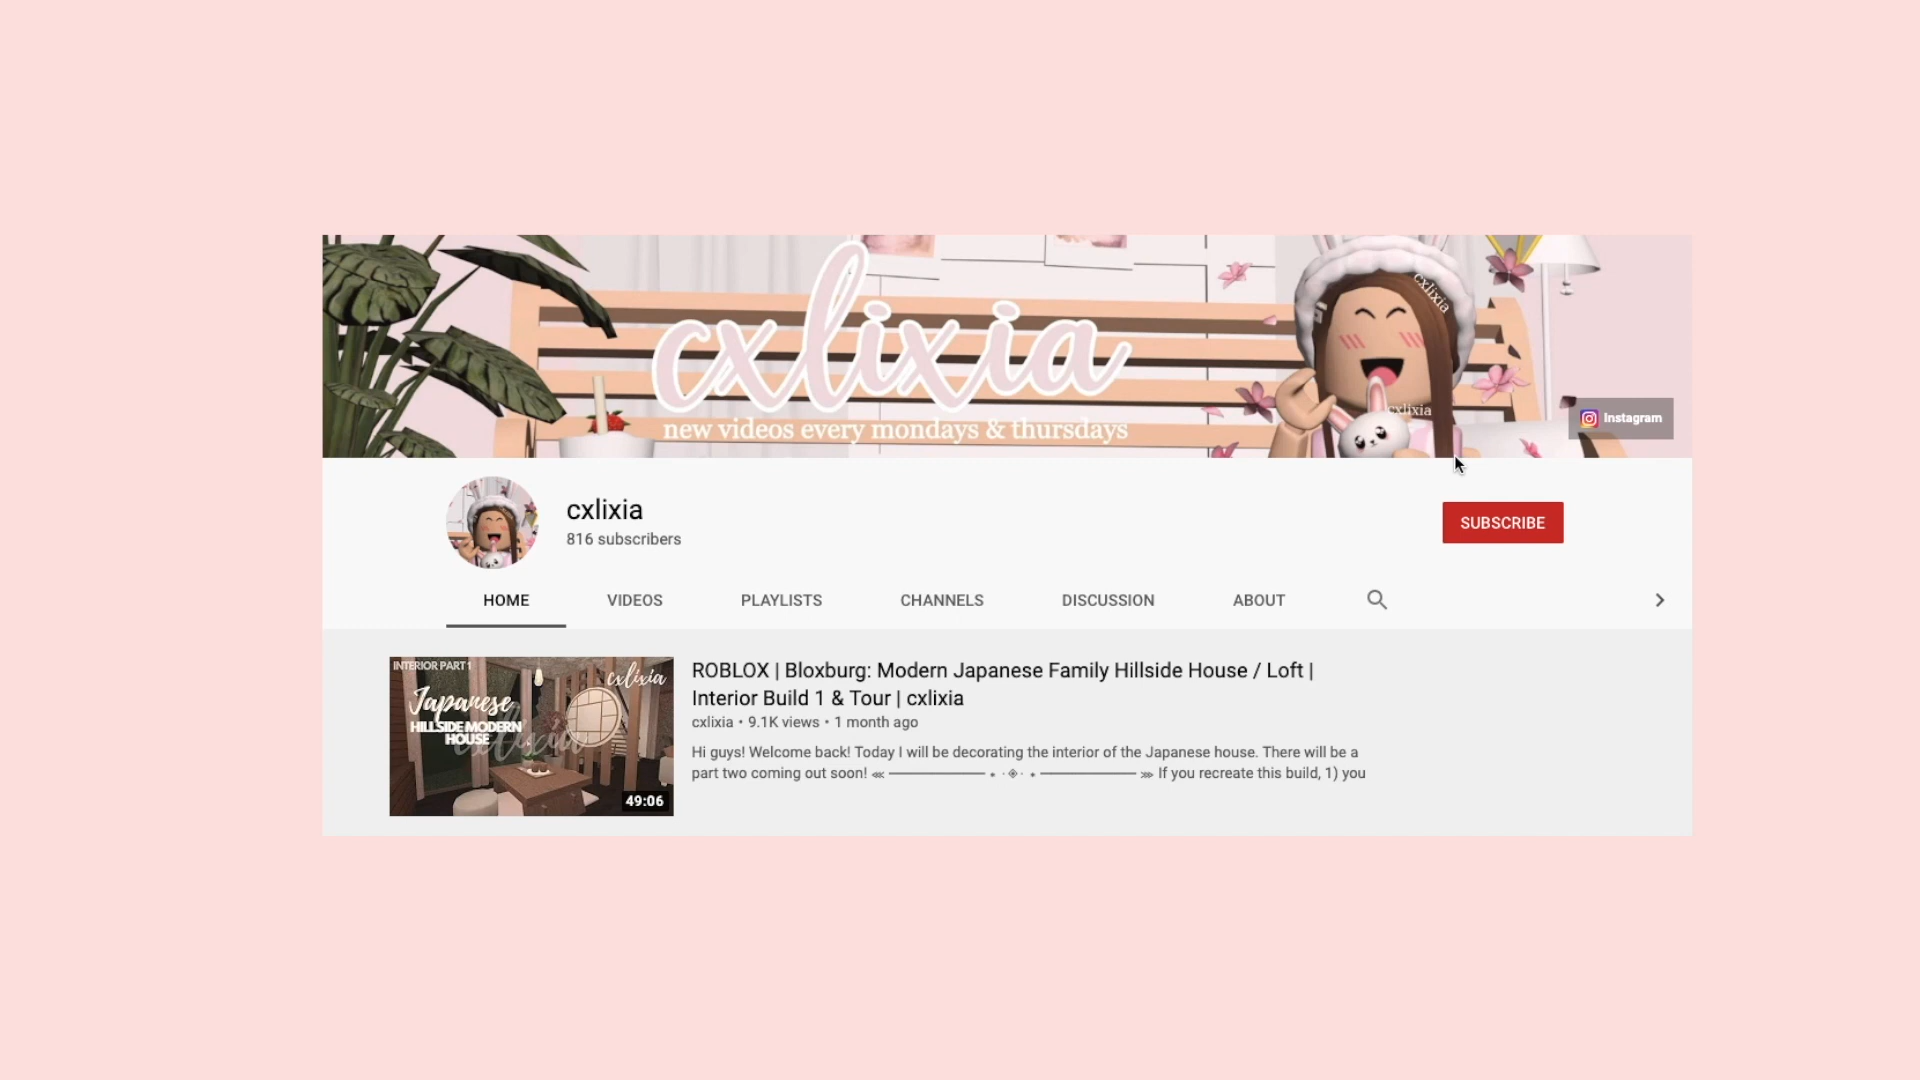 cxlixia
new videos every mondays & thursdays
cxlixia
cxlixia
Instagram
cxlixia
816 subscribers
SUBSCRIBE
HOME VIDEOS PLAYLISTS CHANNELS DISCUSSION ABOUT
INTERIOR PART 1
cxlixia
Japanese
HILLSIDE MODERN
HOUSE
cxlixia
49:06
ROBLOX | Bloxburg: Modern Japanese Family Hillside House / Loft |
Interior Build 1 & Tour | cxlixia
cxlixia • 9.1K views • 1 month ago
Hi guys! Welcome back! Today I will be decorating the interior of the Japanese house. There will be a
part two coming out soon! ⋘ ────── ∗ ⋅◈⋅ ∗ ────── ⋙ If you recreate this build, 1) you